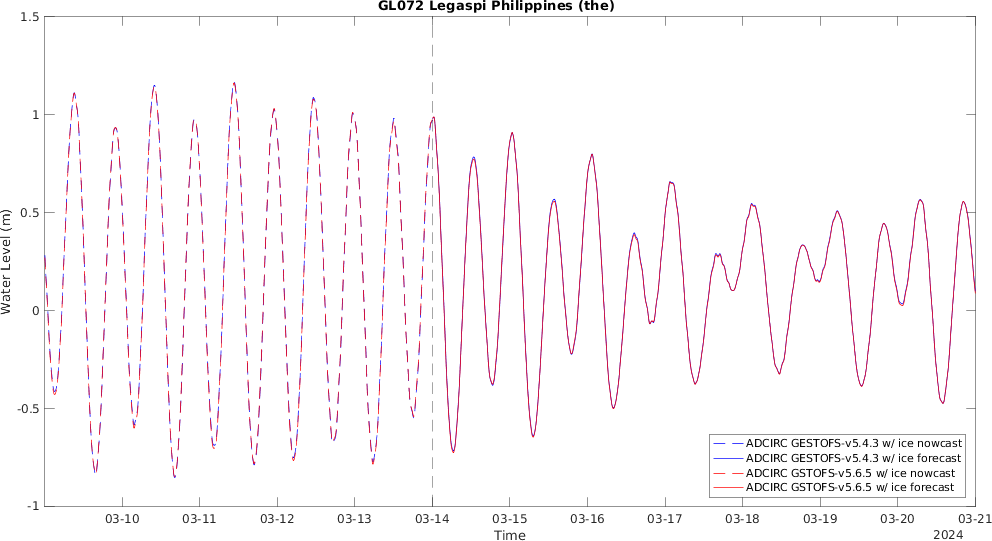 GL072 Legaspi Philippines (the)
1.5
1
0.5
0
-0.5
-1
Water Level (m)
03-10 03-11 03-12 03-13 03-14 03-15 03-16 03-17 03-18 03-19 03-20 03-21
Time
2024
ADCIRC GESTOFS-v5.4.3 w/ ice nowcast
ADCIRC GESTOFS-v5.4.3 w/ ice forecast
ADCIRC GSTOFS-v5.6.5 w/ ice nowcast
ADCIRC GSTOFS-v5.6.5 w/ ice forecast